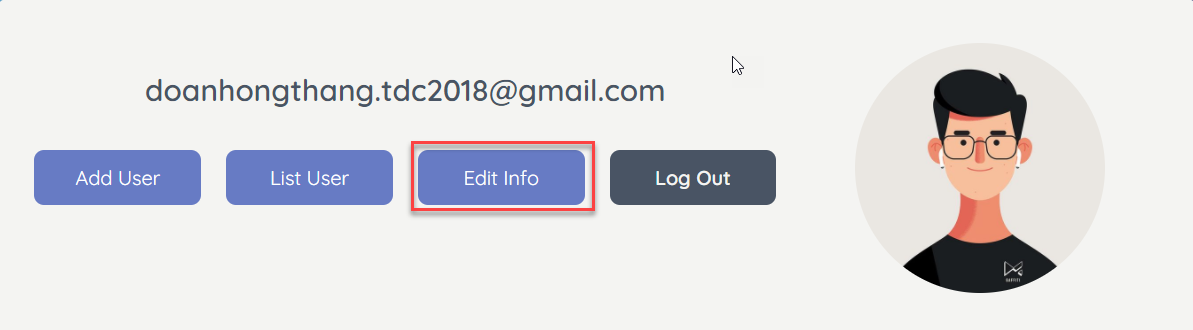 doanhongthang.tdc2018@gmail.com
Add User
List User
Edit Info
Log Out